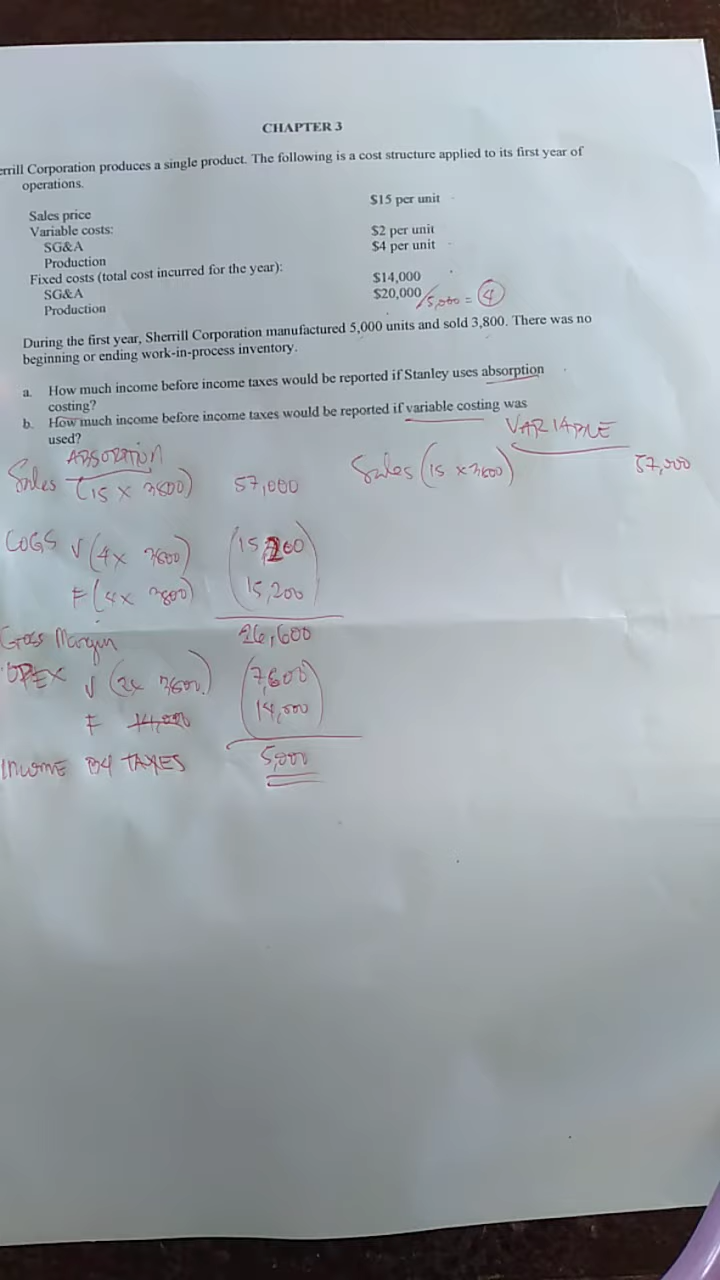 CHAPTER 3
errill Corporation produces a single product. The following is a cost structure applied to its first year of
operations.
Sales price $15 per unit
Variable costs:
SG&A $2 per unit
Production $4 per unit
Fixed costs (total cost incurred for the year):
SG&A $14,000
Production $20,000 /5,000 = 4
During the first year, Sherrill Corporation manufactured 5,000 units and sold 3,800. There was no
beginning or ending work-in-process inventory.
a. How much income before income taxes would be reported if Stanley uses absorption
costing?
b. How much income before income taxes would be reported if variable costing was
used?
ABSORTION
Sales (15 x 3800) 57,000
COGS V (4x 3800) (15,200
F (4x 3800) 15,200)
Gross Margin 26,600
OPEX V (2x 3800) (7,600
F 14,000 14,000)
INCOME B4 TAXES 5,000
VARIABLE
Sales (15 x 3800) 57,000